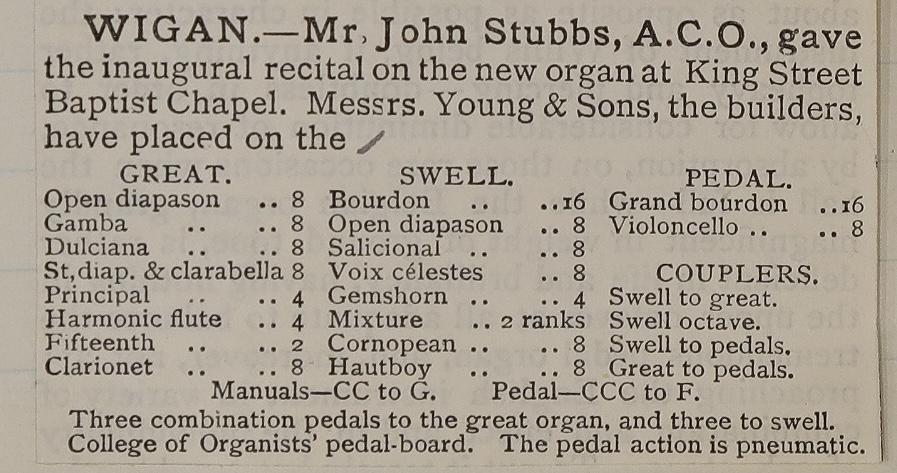 WIGAN.—Mr, John Stubbs, A.C.O., gave
the inaugural recital on the new organ at King Street
Baptist Chapel. Messrs. Young & Sons, the builders,
have placed on the
GREAT.
Open diapason .. 8
Gamba .. .. 8
Dulciana .. .. 8
St, diap. & clarabella 8
Principal .. .. 4
Harmonic flute .. 4
Fifteenth .. .. 2
Clarionet .. .. 8
SWELL.
Bourdon .. ..16
Open diapason .. 8
Salicional .. .. 8
Voix célestes .. 8
Gemshorn .. .. 4
Mixture .. 2 ranks
Cornopean .. .. 8
Hautboy .. .. 8
PEDAL.
Grand bourdon ..16
Violoncello .. .. 8
COUPLERS.
Swell to great.
Swell octave.
Swell to pedals.
Great to pedals.
Manuals—CC to G. Pedal—CCC to F.
Three combination pedals to the great organ, and three to swell.
College of Organists' pedal-board. The pedal action is pneumatic.